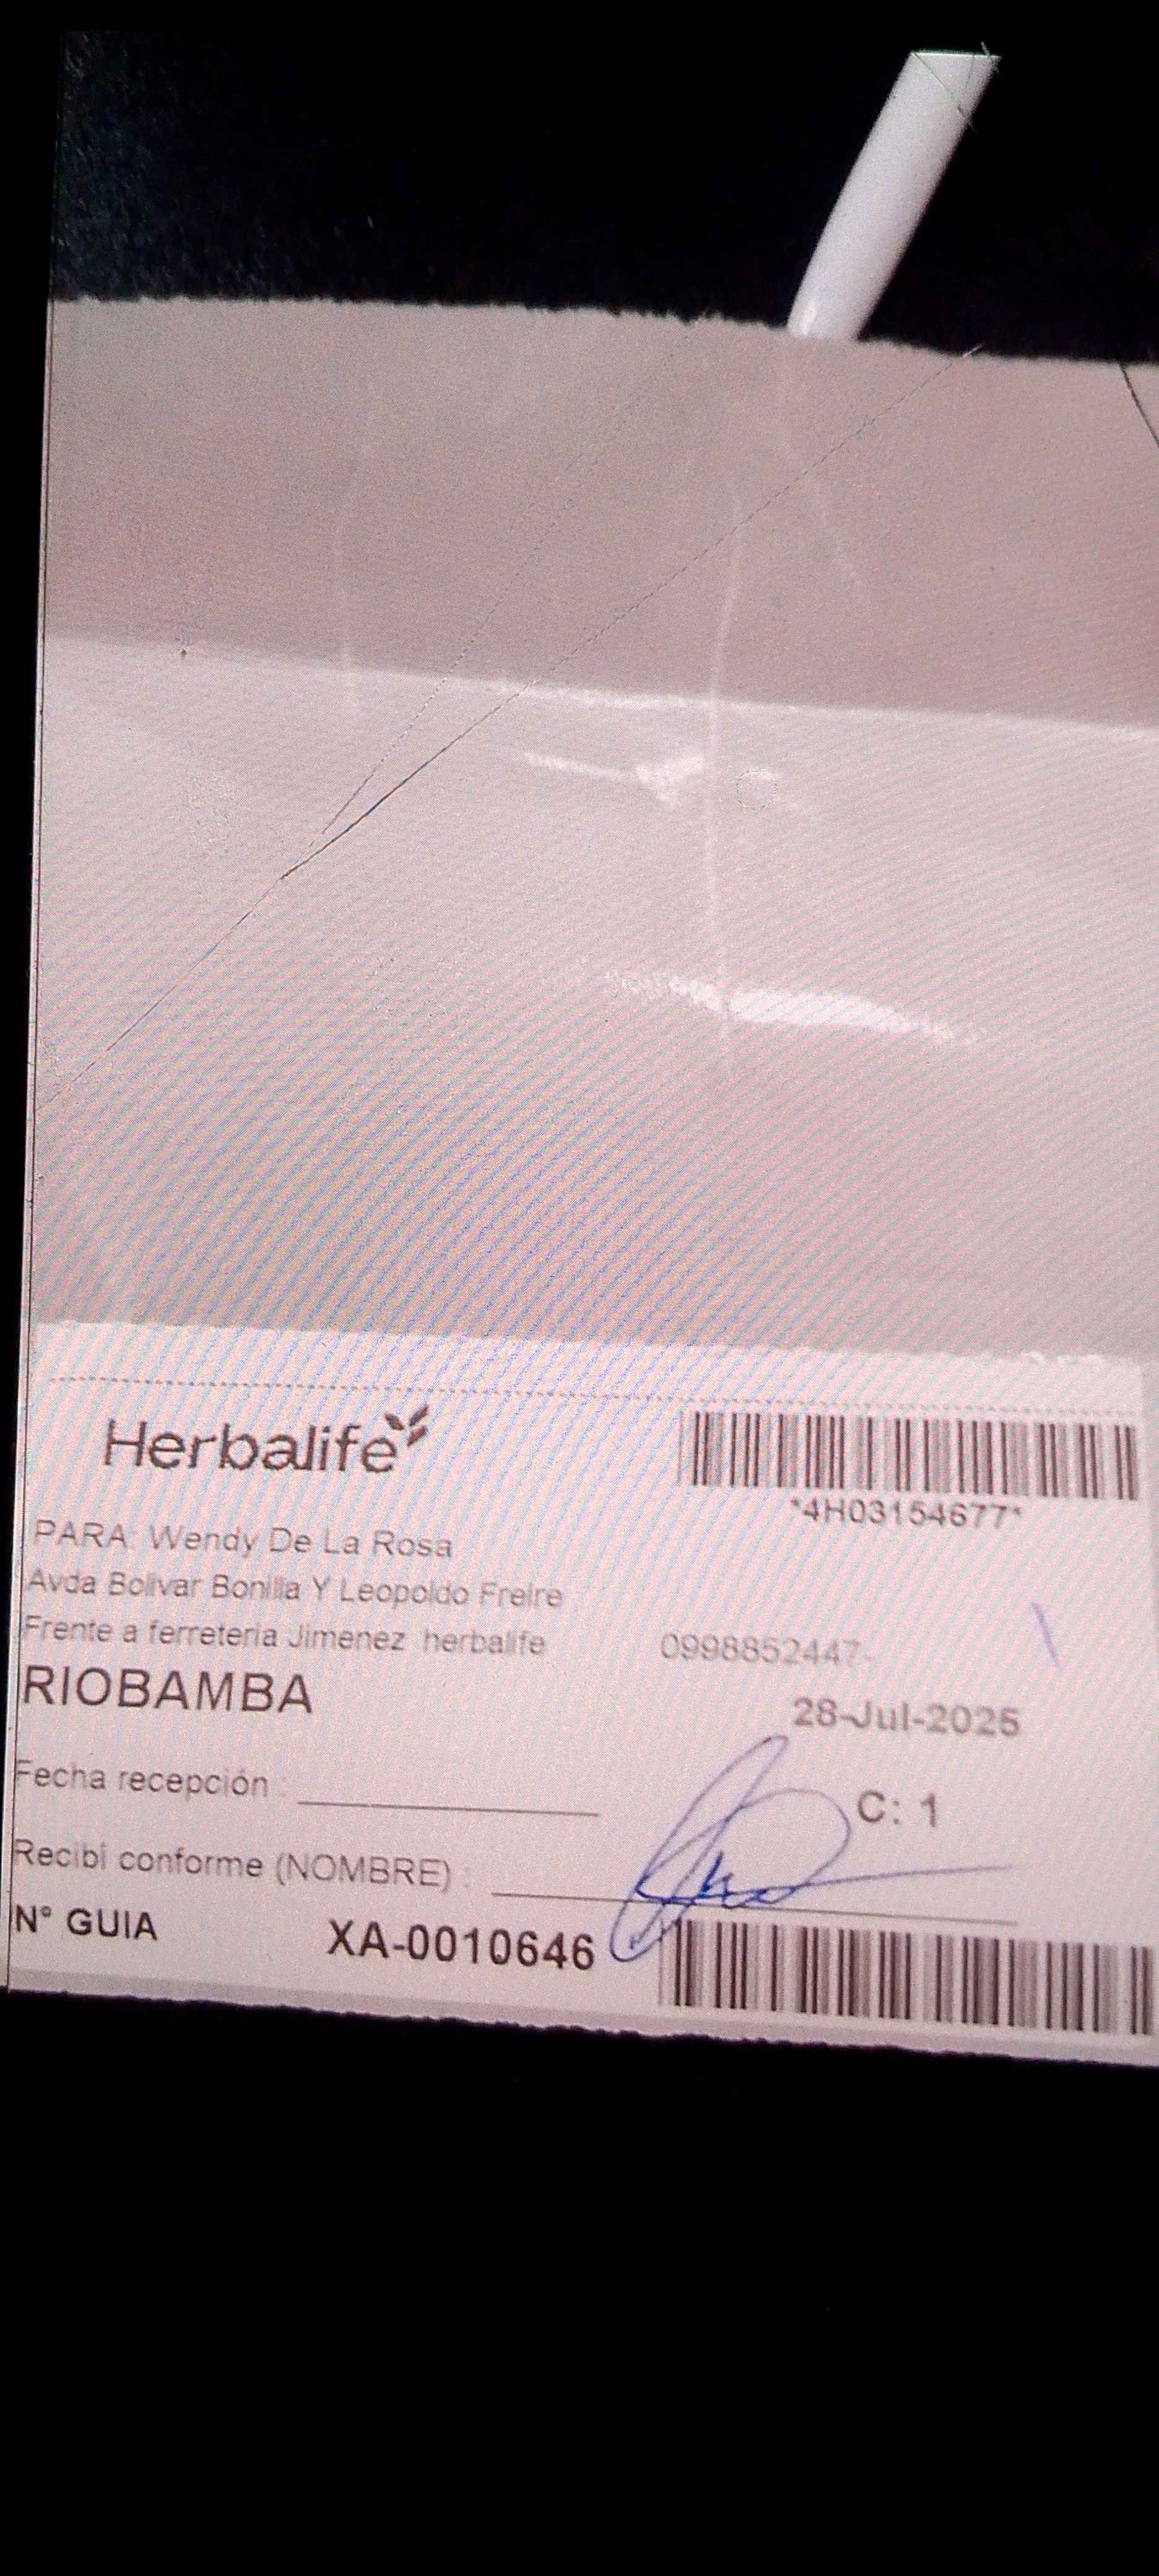 Herbalife
*4H03154677*
PARA: Wendy De La Rosa
Avda Bolivar Bonilla Y Leopoldo Freire
Frente a ferreteria Jimenez herbalife 0998852447-
RIOBAMBA
28-Jul-2025
Fecha recepción :
C: 1
Recibi conforme (NOMBRE) :
N° GUIA XA-0010646